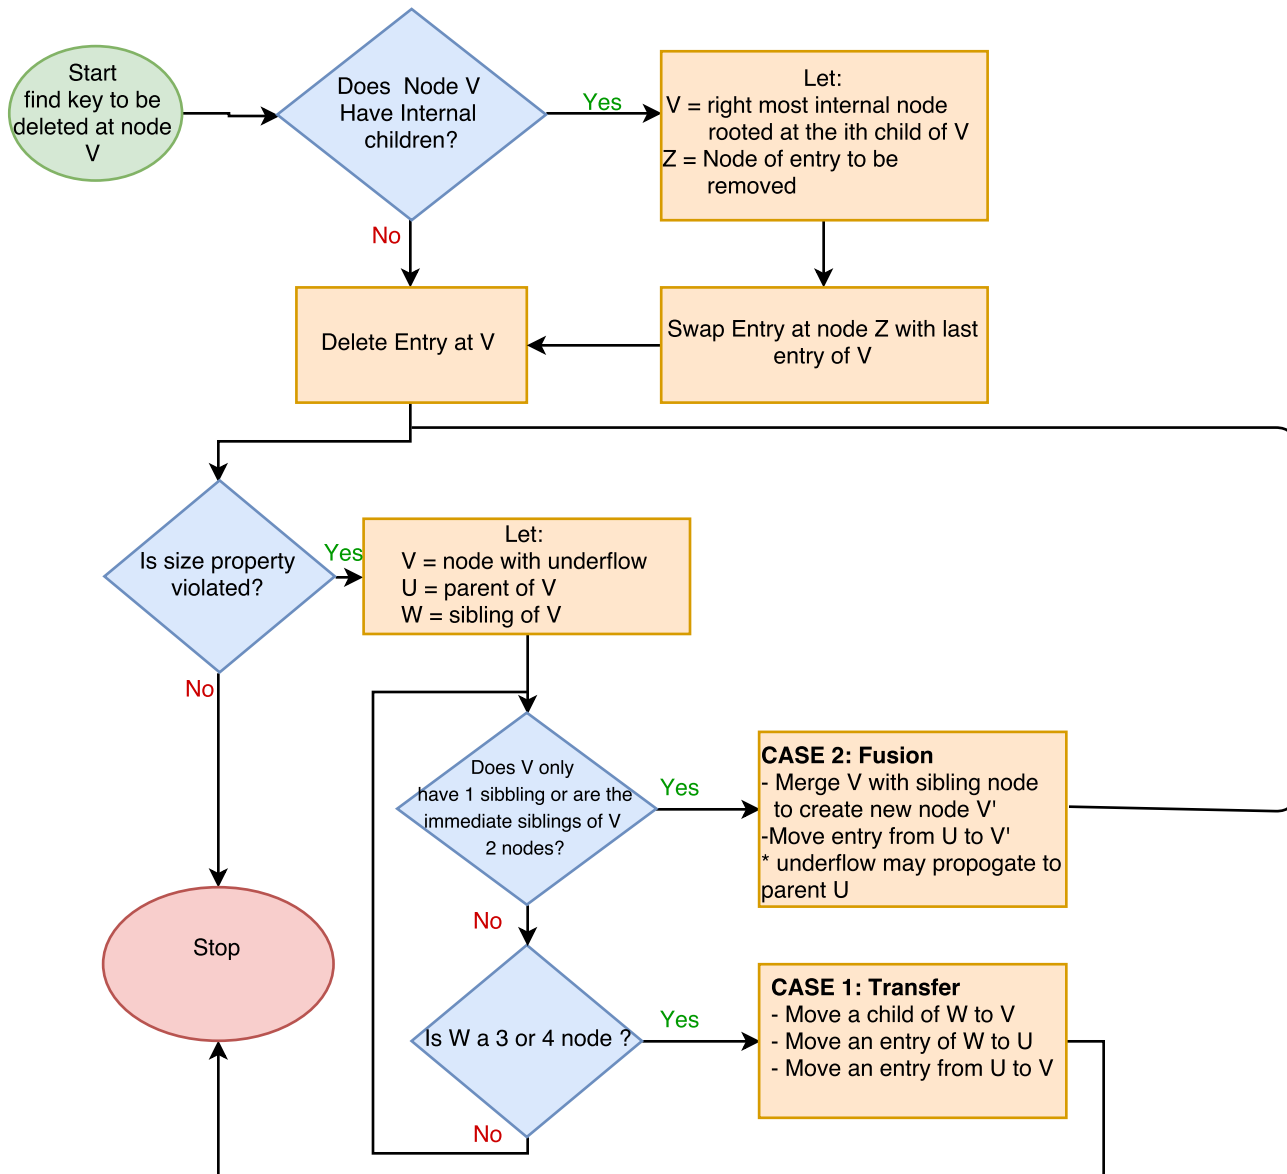 Start
find key to be
deleted at node
V
Does  Node V
Have Internal
children?
Yes
Let:
V = right most internal node
rooted at the ith child of V
Z = Node of entry to be
removed
No
Delete Entry at V
Swap Entry at node Z with last
entry of V
Is size property
violated?
Yes
Let:
V = node with underflow
U = parent of V
W = sibling of V
No
Does V only
have 1 sibbling or are the
immediate siblings of V
2 nodes?
Yes
CASE 2: Fusion
- Merge V with sibling node
to create new node V'
-Move entry from U to V'
* underflow may propogate to
parent U
No
Stop
Is W a 3 or 4 node ?
Yes
CASE 1: Transfer
- Move a child of W to V
- Move an entry of W to U
- Move an entry from U to V
No